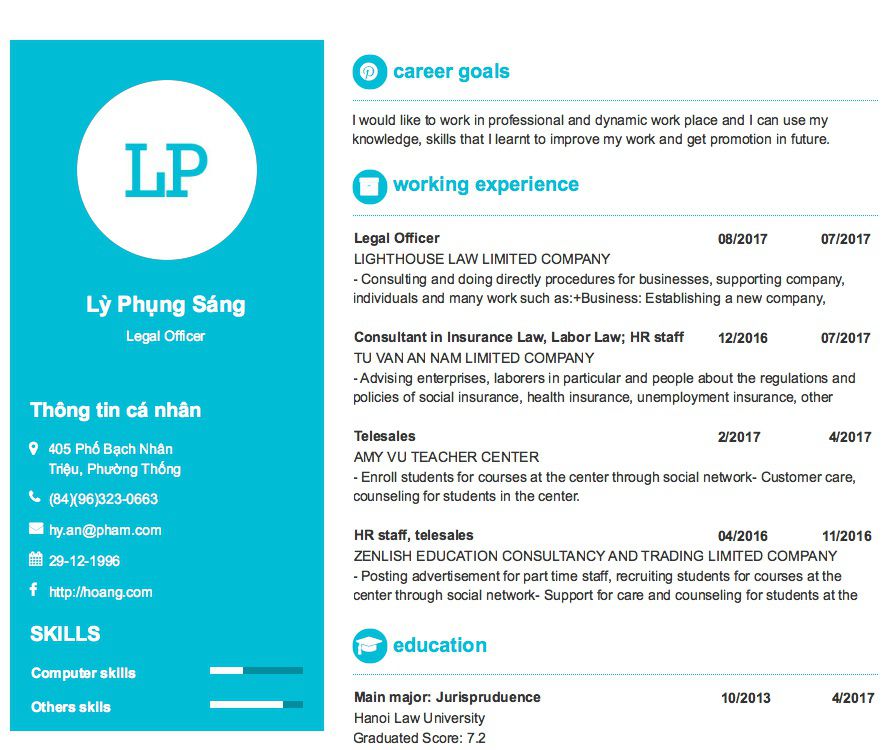 LP
Lỳ Phụng Sáng
Legal Officer
Thông tin cá nhân
405 Phố Bạch Nhân
Triệu, Phường Thống
(84)(96)323-0663
hy.an@pham.com
29-12-1996
http://hoang.com
SKILLS
Computer skills
Others skils
career goals
I would like to work in professional and dynamic work place and I can use my
knowledge, skills that I learnt to improve my work and get promotion in future.
working experience
Legal Officer 08/2017 07/2017
LIGHTHOUSE LAW LIMITED COMPANY
- Consulting and doing directly procedures for businesses, supporting company,
individuals and many work such as:+Business: Establishing a new company,
Consultant in Insurance Law, Labor Law; HR staff 12/2016 07/2017
TU VAN AN NAM LIMITED COMPANY
- Advising enterprises, laborers in particular and people about the regulations and
policies of social insurance, health insurance, unemployment insurance, other
Telesales 2/2017 4/2017
AMY VU TEACHER CENTER
- Enroll students for courses at the center through social network- Customer care,
counseling for students in the center.
HR staff, telesales 04/2016 11/2016
ZENLISH EDUCATION CONSULTANCY AND TRADING LIMITED COMPANY
- Posting advertisement for part time staff, recruiting students for courses at the
center through social network- Support for care and counseling for students at the
education
Main major: Jurispruduence 10/2013 4/2017
Hanoi Law University
Graduated Score: 7.2